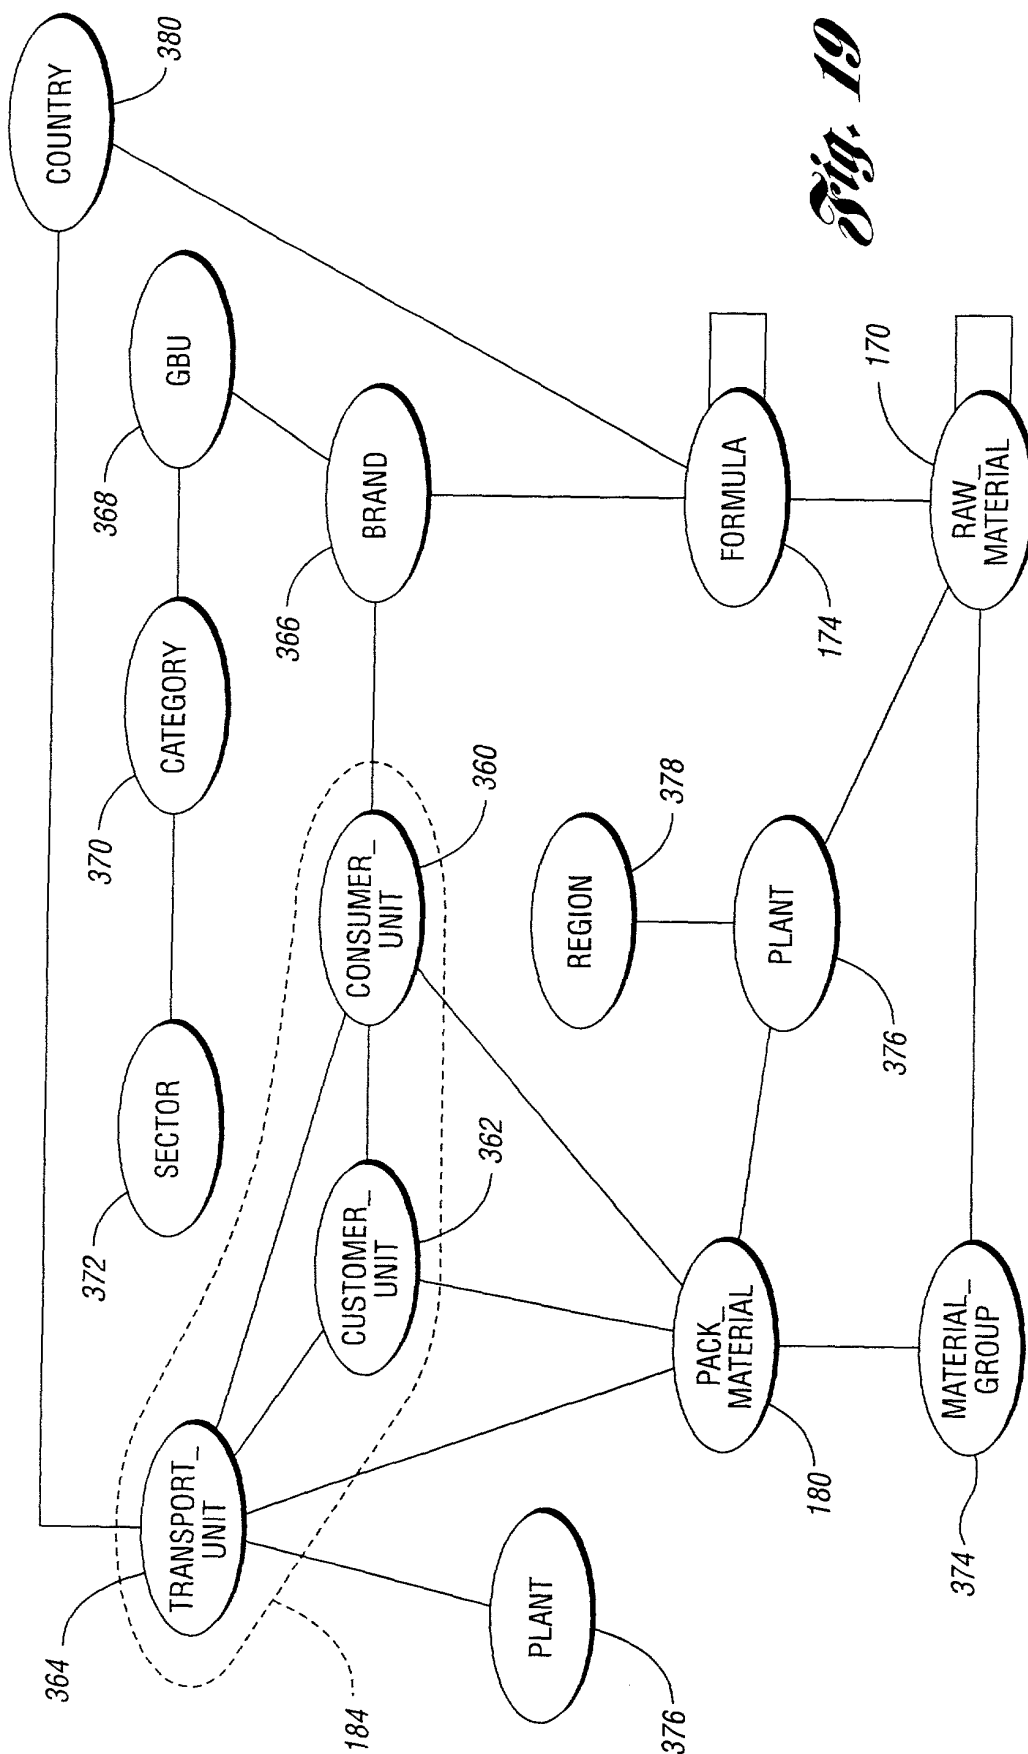 364
TRANSPORT_
UNIT
372
SECTOR
370
CATEGORY
368
GBU
COUNTRY
380
184
CUSTOMER_
UNIT
362
CONSUMER_
UNIT
360
366
BRAND
PLANT
376
REGION
378
PACK_
MATERIAL
180
PLANT
376
FORMULA
174
374
MATERIAL_
GROUP
RAW_
MATERIAL
170
Fig. 19